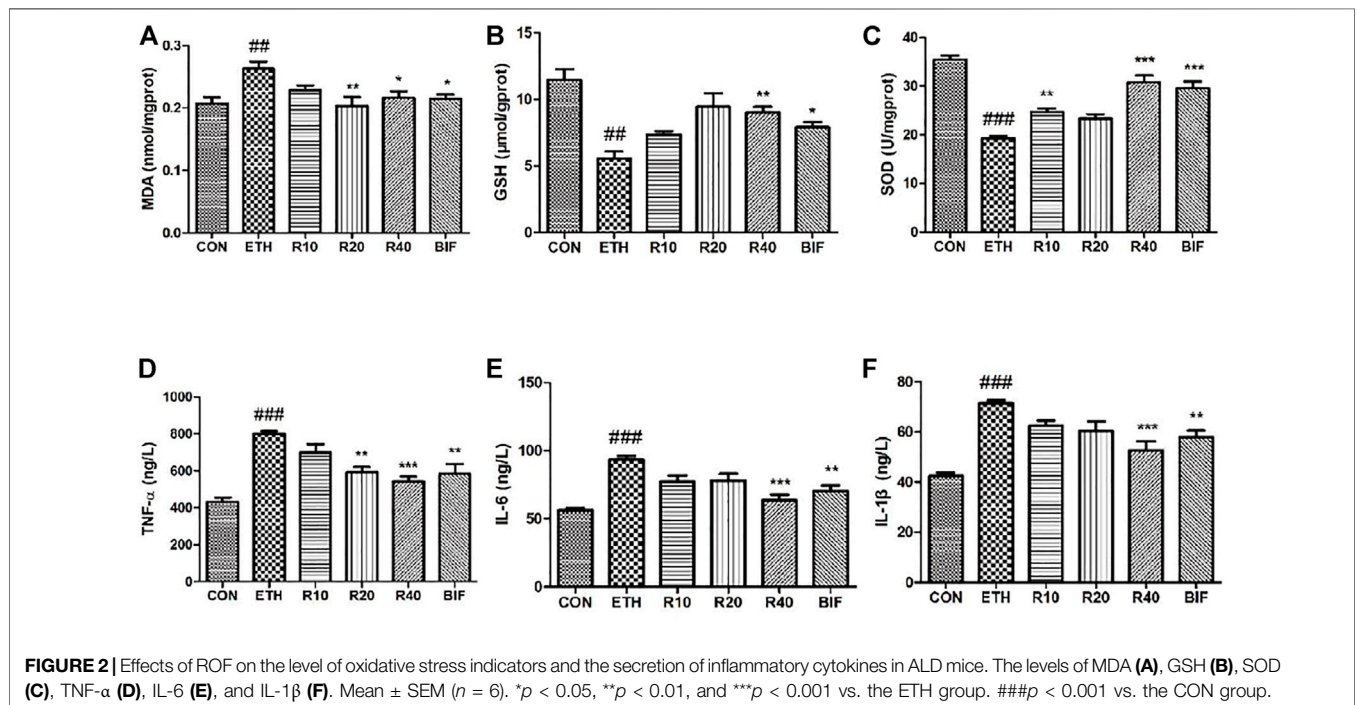 A
MDA (nmol/mgprot)
0.3
0.2
0.1
0.0
##
**
*
*
CON ETH R10 R20 R40 BIF
B
GSH (μmol/gprot)
15
10
5
0
##
**
*
CON ETH R10 R20 R40 BIF
C
SOD (U/mgprot)
40
30
20
10
0
###
**
***
***
CON ETH R10 R20 R40 BIF
D
TNF-α (ng/L)
1000
800
600
400
200
0
###
**
***
**
CON ETH R10 R20 R40 BIF
E
IL-6 (ng/L)
150
100
50
0
###
***
**
CON ETH R10 R20 R40 BIF
F
IL-1β (ng/L)
80
60
40
20
0
###
***
**
CON ETH R10 R20 R40 BIF
FIGURE 2 | Effects of ROF on the level of oxidative stress indicators and the secretion of inflammatory cytokines in ALD mice. The levels of MDA (A), GSH (B), SOD
(C), TNF-α (D), IL-6 (E), and IL-1β (F). Mean ± SEM (n = 6). *p < 0.05, **p < 0.01, and ***p < 0.001 vs. the ETH group. ###p < 0.001 vs. the CON group.